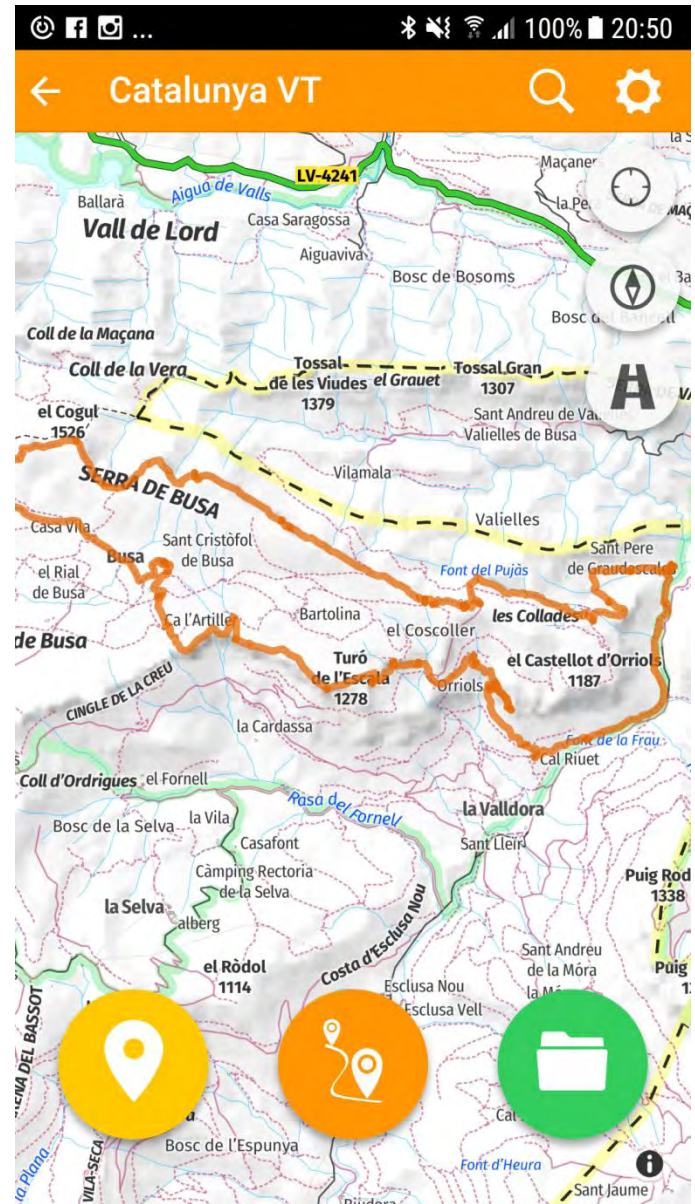 ... 100% 20:50
Catalunya VT
LV-4241
Aigua de Valls
Ballarà
Casa Saragossa
Vall de Lord
Aiguaviva
Bosc de Bosoms
Coll de la Maçana
Coll de la Vera
Tossal
de les Viudes
1379
el Grauet
Tossal Gran
1307
el Cogul
1526
Sant Andreu de
Valielles de Busa
Vilamala
SERRA DE BUSA
Valielles
Casa Vila
Busa
Sant Cristòfol
de Busa
Sant Pere
de Graudescales
el Rial
de Busa
Font del Pujàs
Ca l'Artiller
Bartolina
les Collades
el Coscoller
de Busa
Turó
de l'Escala
1278
Orriols
el Castellot d'Orriols
1187
CINGLE DE LA CREU
la Cardassa
Font de la Frau
Cal Riuet
Coll d'Ordrigues
el Fornell
Rasa del Fornell
la Valldora
Bosc de la Selva
la Vila
Casafont
Sant Lleïr
Càmping Rectoria
de la Selva
la Selva
alberg
Puig
1338
Costa d'Esclusa Nou
el Ròdol
1114
Sant Andreu
de la Móra
Puig
Esclusa Nou
Esclusa Vell
Bosc de l'Espunya
Font d'Heura
Sant Jaume